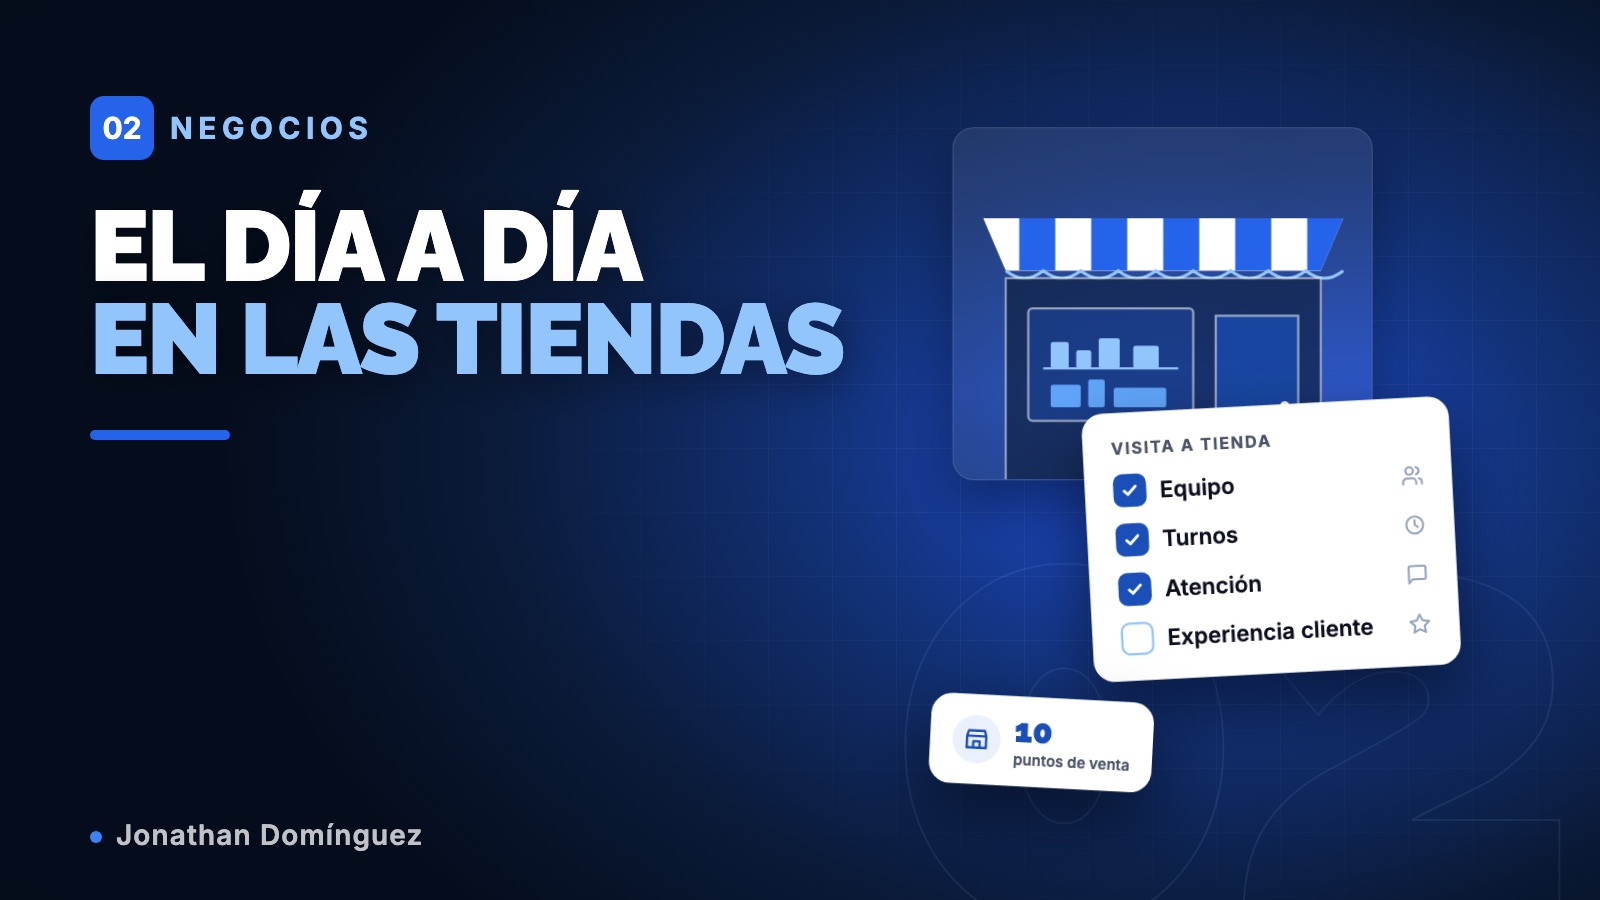 02 NEGOCIOS
EL DÍA A DÍA
EN LAS TIENDAS
VISITA A TIENDA
Equipo
Turnos
Atención
Experiencia cliente
10
puntos de venta
Jonathan Domínguez
02